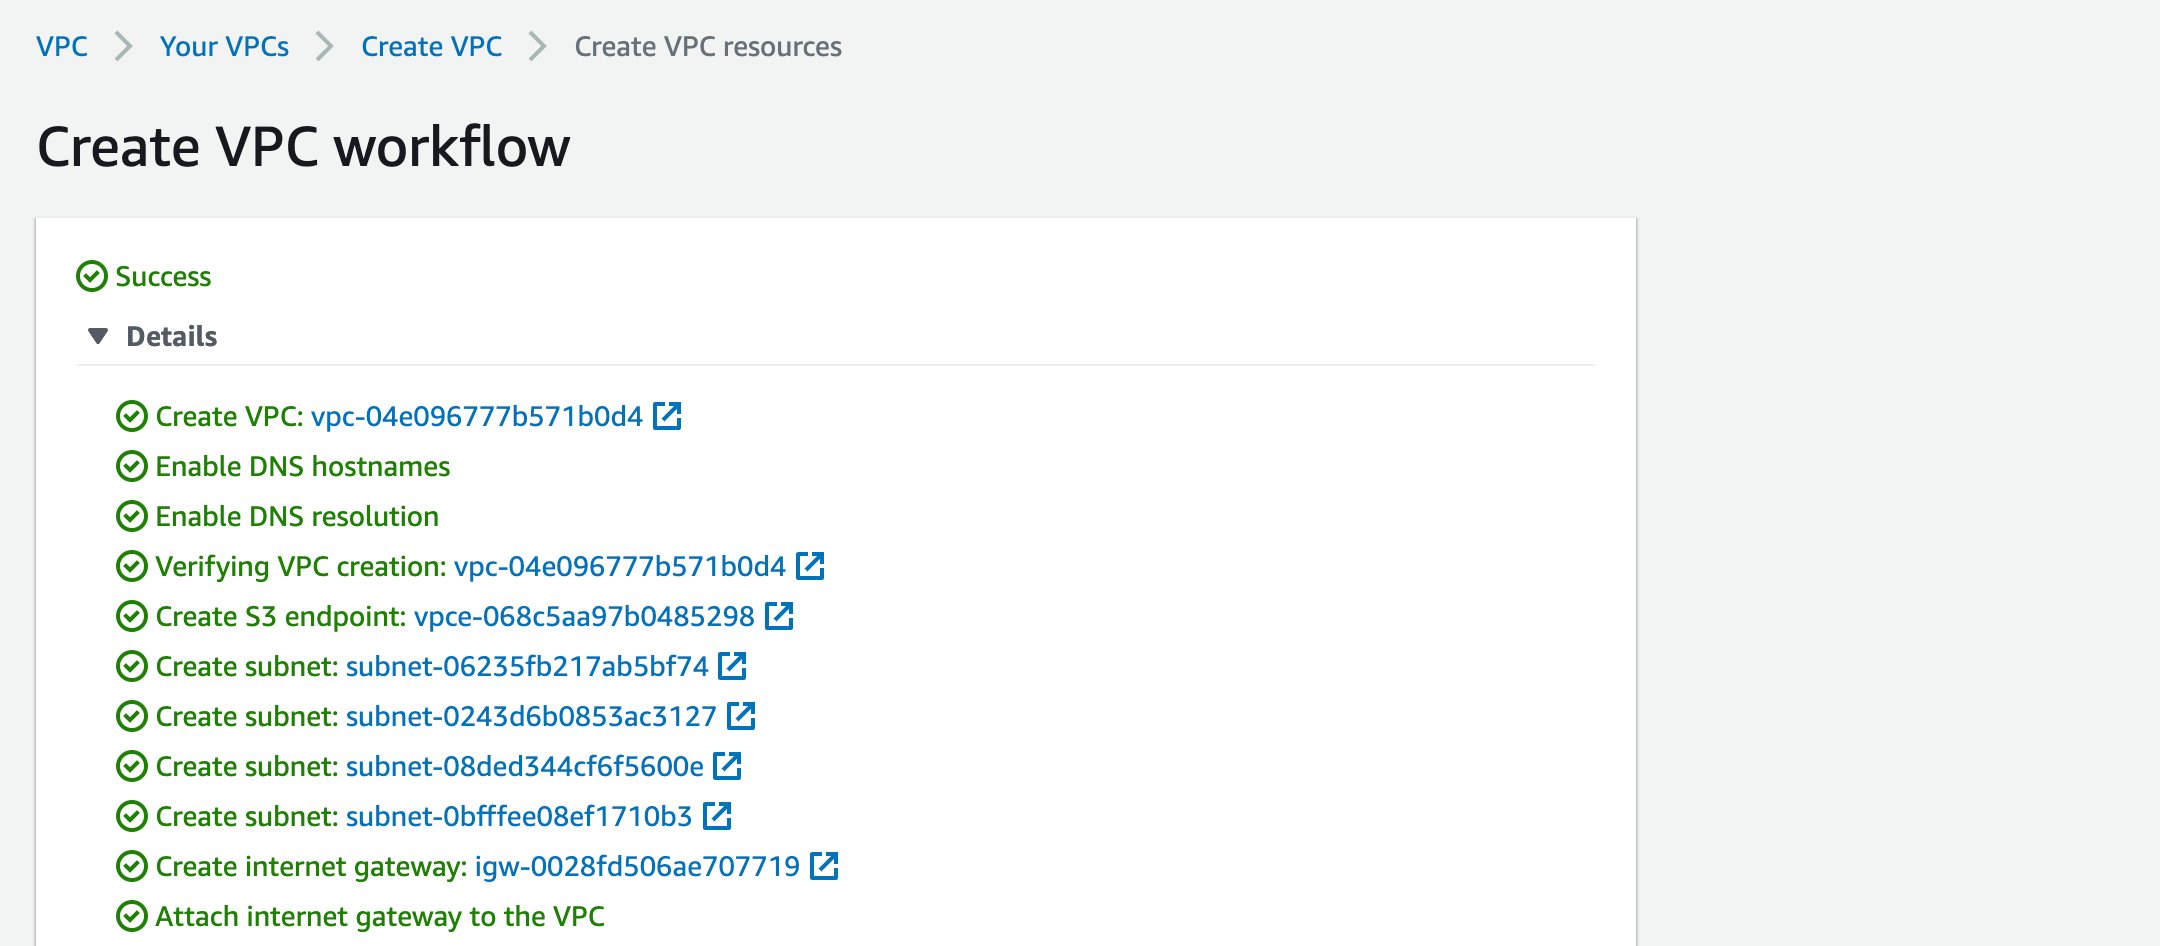 VPC Your VPCs Create VPC Create VPC resources
Create VPC workflow
Success
Details
Create VPC: vpc-04e096777b571b0d4
Enable DNS hostnames
Enable DNS resolution
Verifying VPC creation: vpc-04e096777b571b0d4
Create S3 endpoint: vpce-068c5aa97b0485298
Create subnet: subnet-06235fb217ab5bf74
Create subnet: subnet-0243d6b0853ac3127
Create subnet: subnet-08ded344cf6f5600e
Create subnet: subnet-0bfffee08ef1710b3
Create internet gateway: igw-0028fd506ae707719
Attach internet gateway to the VPC